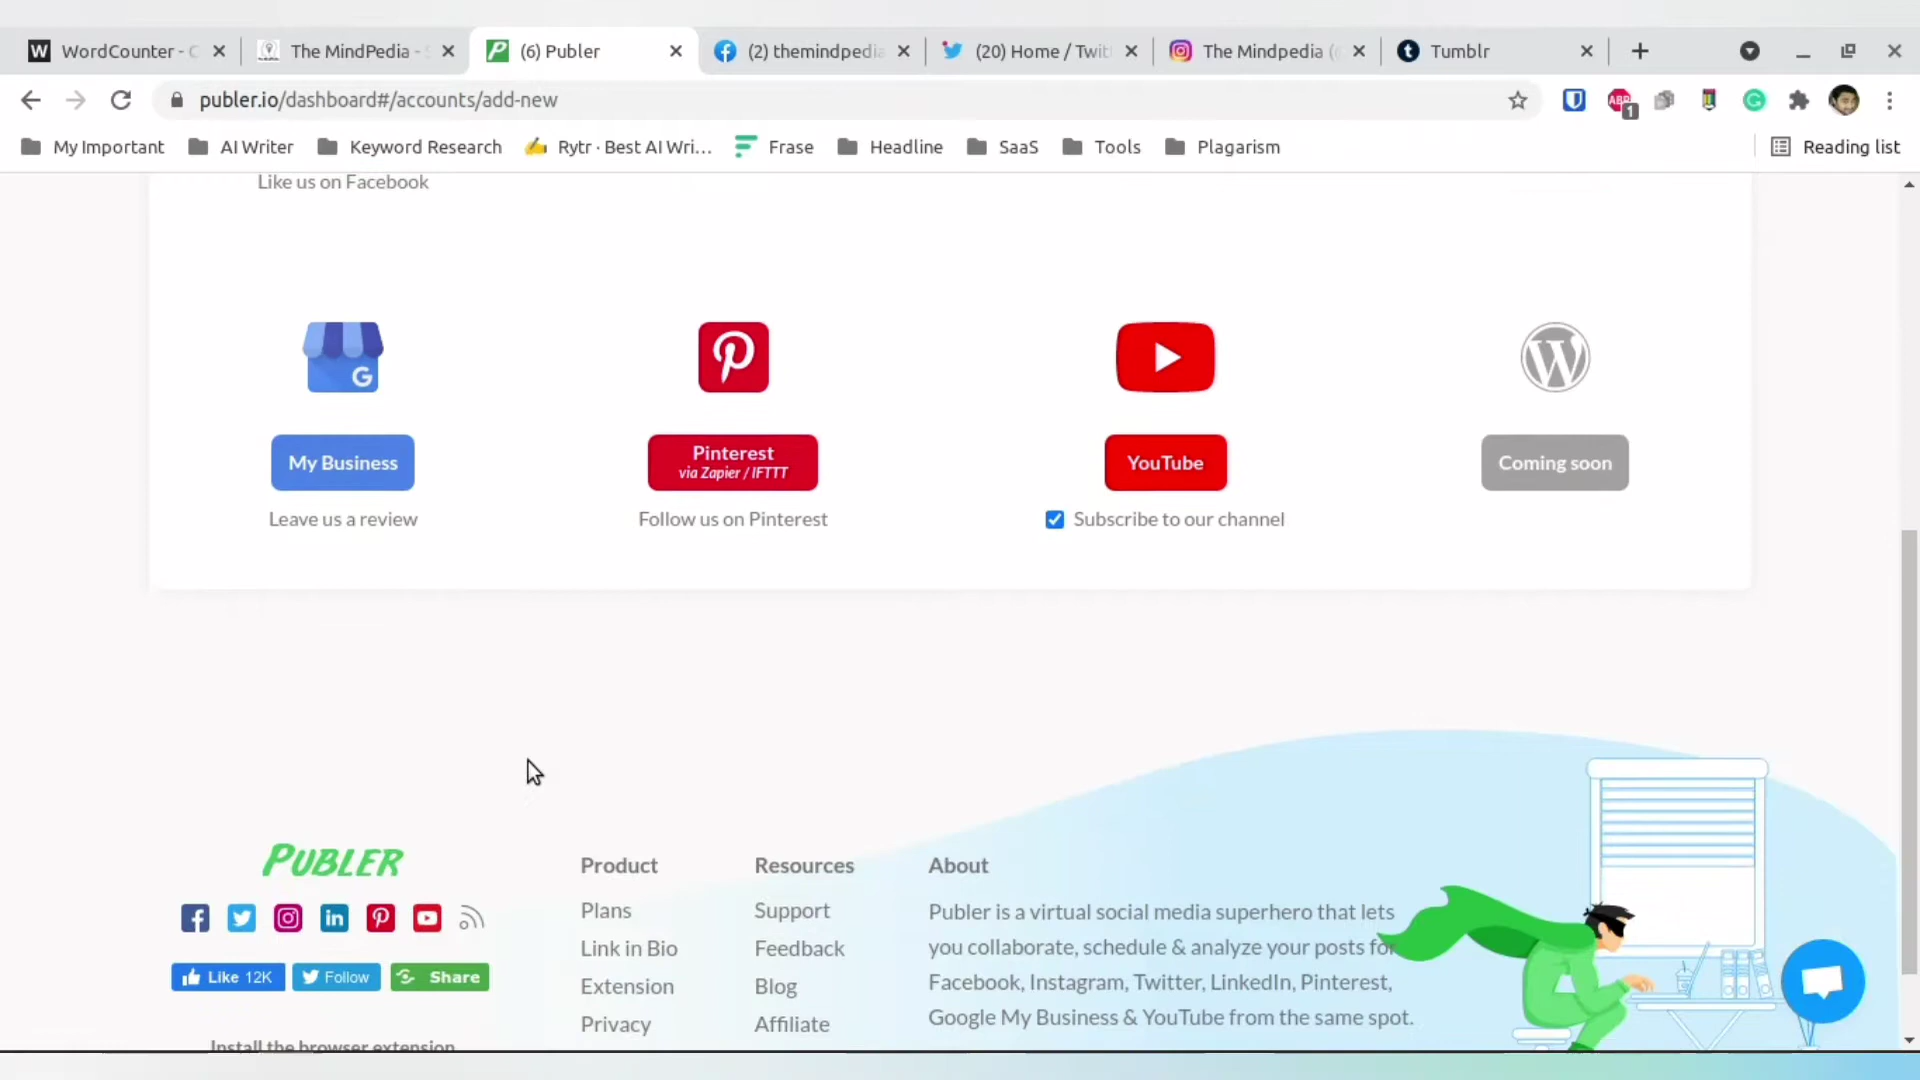 WordCounter - C
The MindPedia - S
(6) Publer
(2) themindpedia
(20) Home / Twit
The Mindpedia (
Tumblr
publer.io/dashboard#/accounts/add-new
ABP
1
My Important
AI Writer
Keyword Research
Rytr · Best AI Wri...
Frase
Headline
SaaS
Tools
Plagarism
Reading list
Like us on Facebook
My Business
Pinterest
via Zapier / IFTTT
YouTube
Coming soon
Leave us a review
Follow us on Pinterest
Subscribe to our channel
PUBLER
Like 12K
Follow
Share
Install the browser extension
Product
Plans
Link in Bio
Extension
Privacy
Resources
Support
Feedback
Blog
Affiliate
About
Publer is a virtual social media superhero that lets
you collaborate, schedule & analyze your posts for
Facebook, Instagram, Twitter, LinkedIn, Pinterest,
Google My Business & YouTube from the same spot.